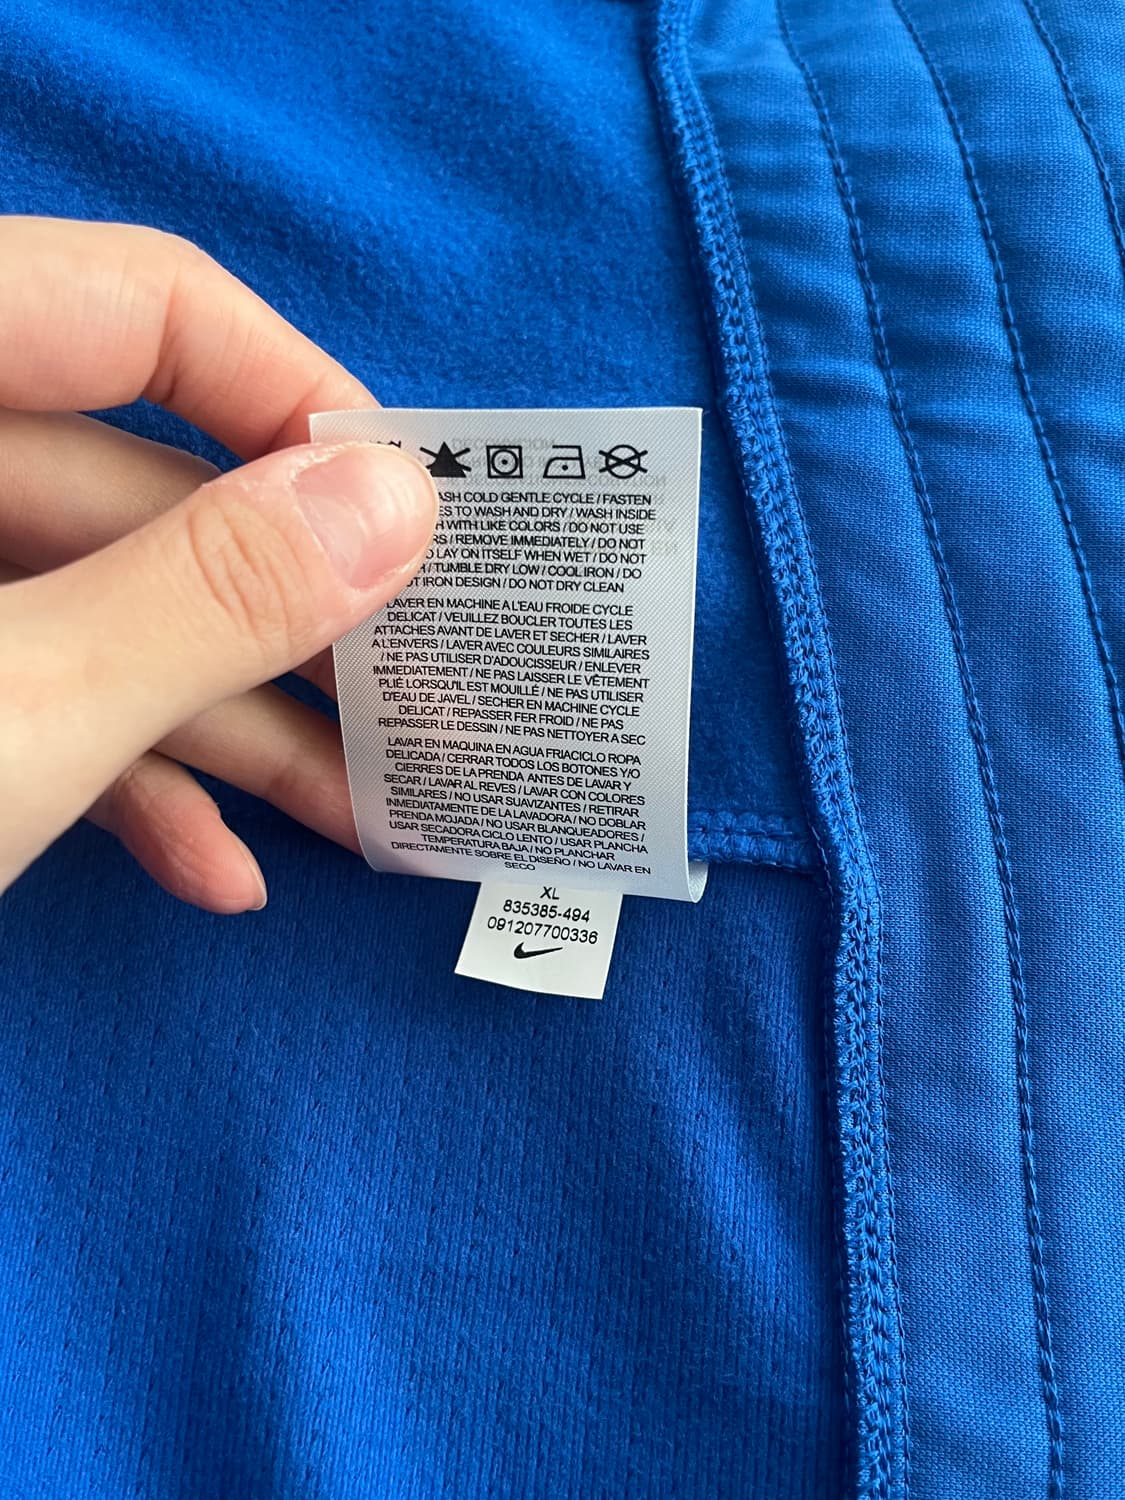 COLD GENTLE CYCLE / FASTEN
TO WASH AND DRY / WASH INSIDE
WITH LIKE COLORS / DO NOT USE
/ REMOVE IMMEDIATELY / DO NOT
LAY ON ITSELF WHEN WET / DO NOT
/ TUMBLE DRY LOW / COOL IRON / DO
IRON DESIGN / DO NOT DRY CLEAN
LAVER EN MACHINE A L'EAU FROIDE CYCLE
DELICAT / VEUILLEZ BOUCLER TOUTES LES
ATTACHES AVANT DE LAVER ET SECHER / LAVER
A L'ENVERS / LAVER AVEC COULEURS SIMILAIRES
/ NE PAS UTILISER D'ADOUCISSEUR / ENLEVER
IMMEDIATEMENT / NE PAS LAISSER LE VÊTEMENT
PLIÉ LORSQU'IL EST MOUILLÉ / NE PAS UTILISER
D'EAU DE JAVEL / SECHER EN MACHINE CYCLE
DELICAT / REPASSER FER FROID / NE PAS
REPASSER LE DESSIN / NE PAS NETTOYER A SEC
LAVAR EN MAQUINA EN AGUA FRIA CICLO ROPA
DELICADA / CERRAR TODOS LOS BOTONES Y/O
CIERRES DE LA PRENDA ANTES DE LAVAR Y
SECAR / LAVAR AL REVES / LAVAR CON COLORES
SIMILARES / NO USAR SUAVIZANTES / RETIRAR
INMEDIATAMENTE DE LA LAVADORA / NO DOBLAR
PRENDA MOJADA / NO USAR BLANQUEADORES /
USAR SECADORA CICLO LENTO / USAR PLANCHA
TEMPERATURA BAJA / NO PLANCHAR
DIRECTAMENTE SOBRE EL DISEÑO / NO LAVAR EN
SECO
XL
835385-494
091207700336